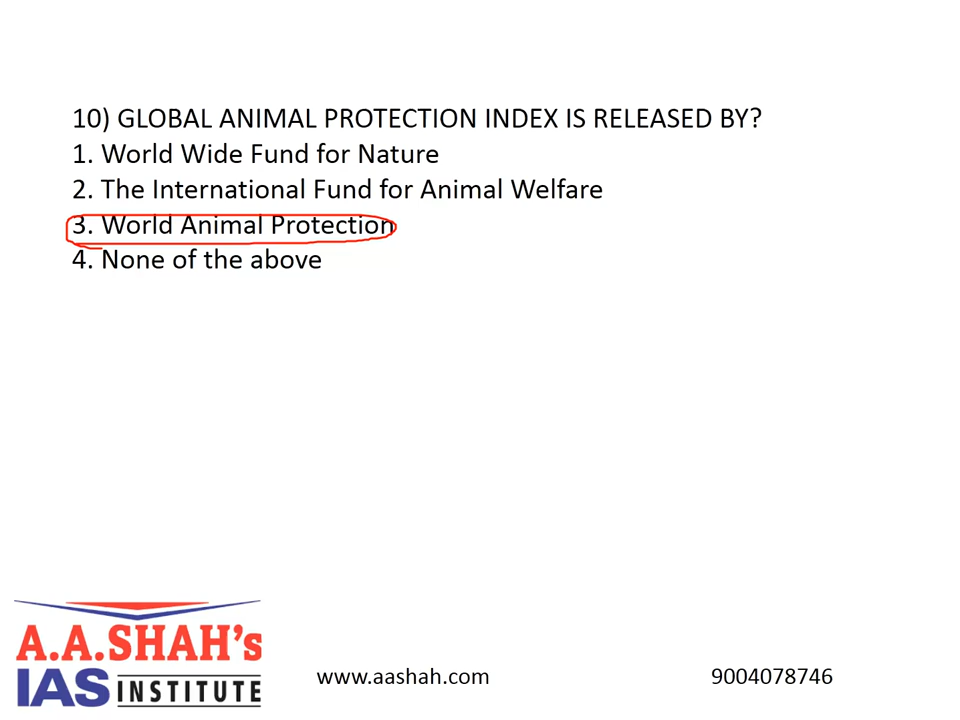 10) GLOBAL ANIMAL PROTECTION INDEX IS RELEASED BY?
1. World Wide Fund for Nature
2. The International Fund for Animal Welfare
3. World Animal Protection
4. None of the above
A.A.SHAH's
IAS INSTITUTE
www.aashah.com
9004078746